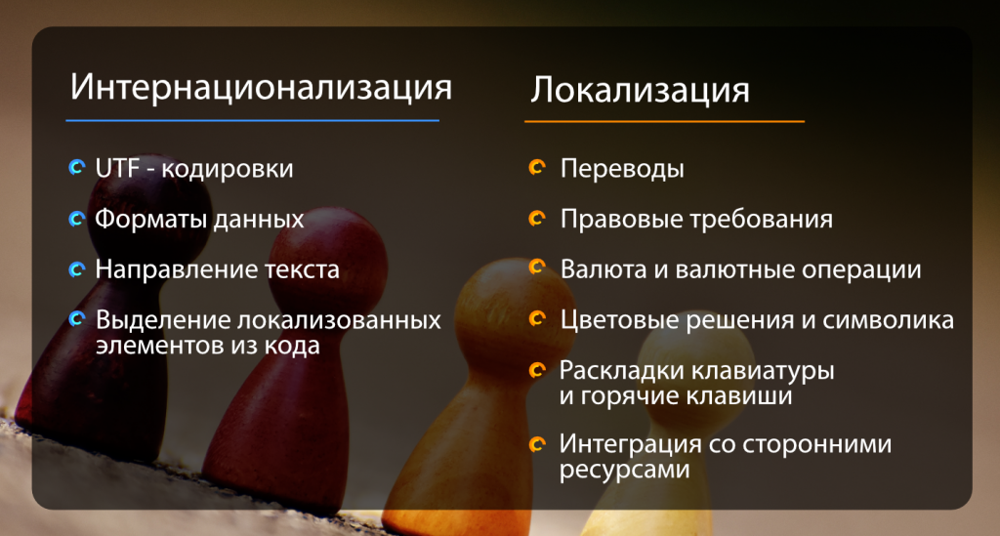 Интернационализация
UTF - кодировки
Форматы данных
Направление текста
Выделение локализованных
элементов из кода
Локализация
Переводы
Правовые требования
Валюта и валютные операции
Цветовые решения и символика
Раскладки клавиатуры
и горячие клавиши
Интеграция со сторонними
ресурсами